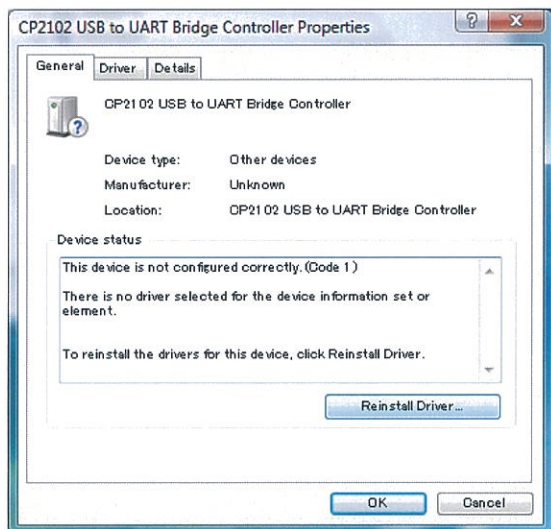 CP2102 USB to UART Bridge Controller Properties
General Driver Details
CP2102 USB to UART Bridge Controller
Device type: Other devices
Manufacturer: Unknown
Location: CP2102 USB to UART Bridge Controller
Device status
This device is not configured correctly. (Code 1)
There is no driver selected for the device information set or
element.
To reinstall the drivers for this device, click Reinstall Driver.
Reinstall Driver...
OK Cancel